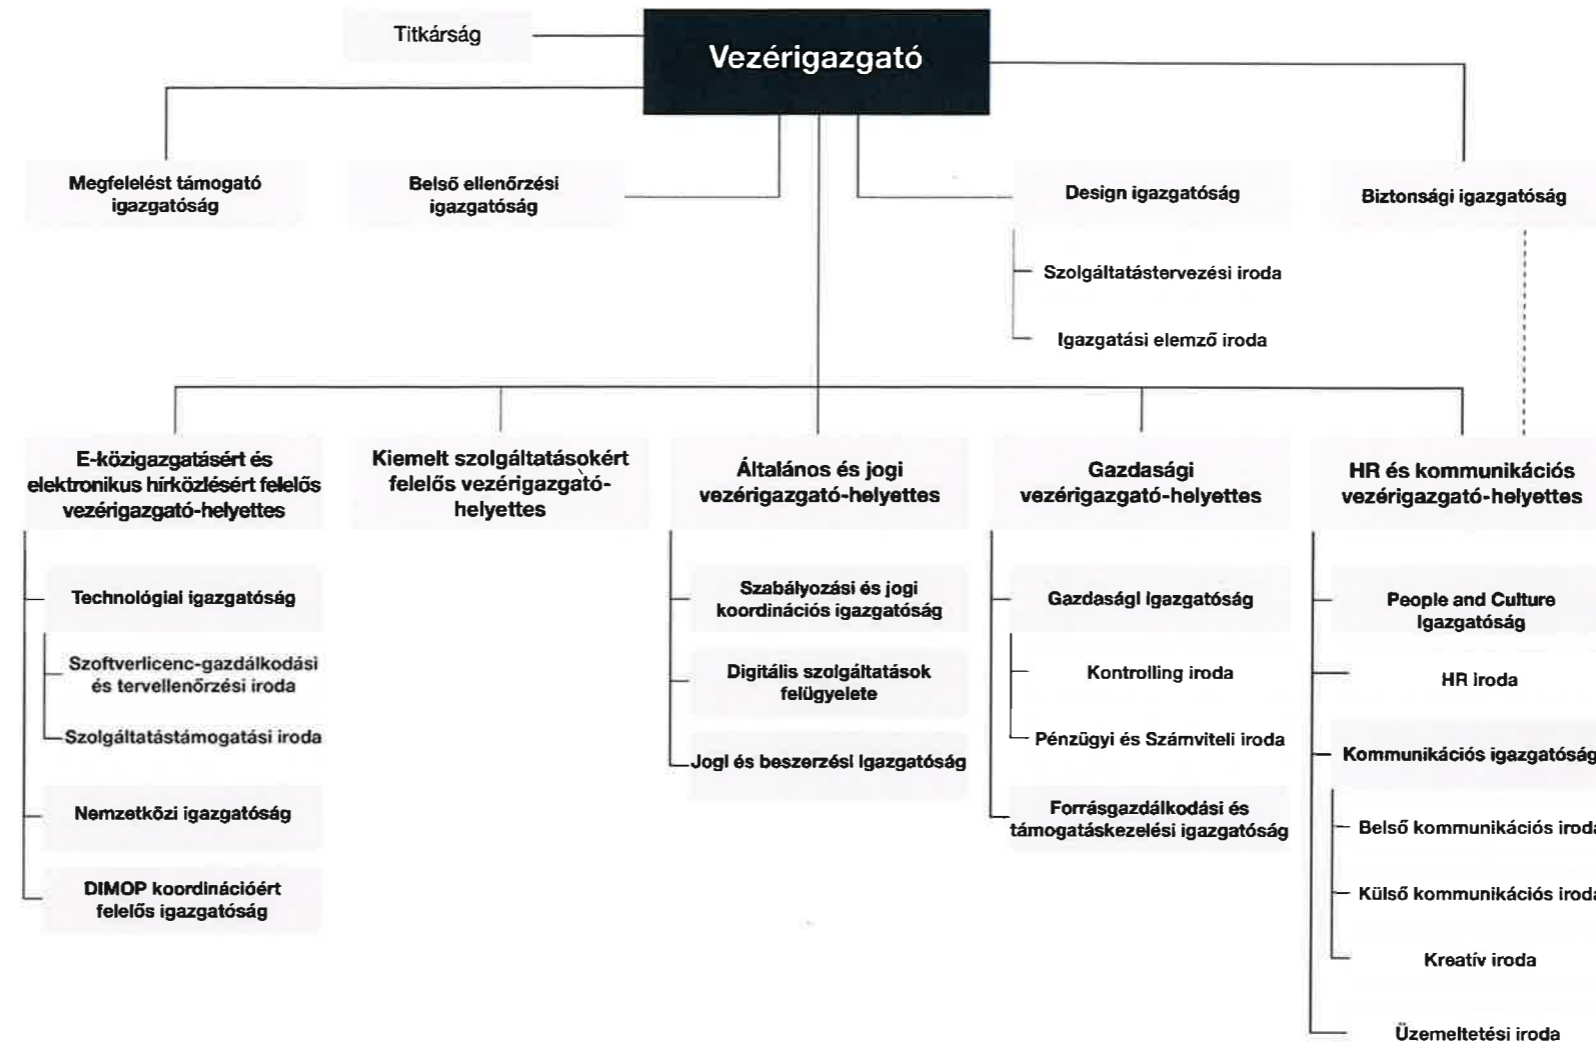 Titkárság
Vezérigazgató
Megfelelést támogató
igazgatóság
Belső ellenőrzési
igazgatóság
Design igazgatóság
Biztonsági igazgatóság
Szolgáltatástervezési iroda
Igazgatási elemző iroda
E-közigazgatásért és
elektronikus hírközlésért felelős
vezérigazgató-helyettes
Kiemelt szolgáltatásokért
felelős vezérigazgató-
helyettes
Általános és jogi
vezérigazgató-helyettes
Gazdasági
vezérigazgató-helyettes
HR és kommunikációs
vezérigazgató-helyettes
Technológiai igazgatóság
Szoftverlicenc-gazdálkodási
és tervellenőrzési iroda
Szolgáltatástámogatási iroda
Nemzetközi igazgatóság
DIMOP koordinációért
felelős igazgatóság
Szabályozási és jogi
koordinációs igazgatóság
Digitális szolgáltatások
felügyelete
Jogi és beszerzési igazgatóság
Gazdasági igazgatóság
Kontrolling iroda
Pénzügyi és Számviteli iroda
Forrásgazdálkodási és
támogatáskezelési igazgatóság
People and Culture
Igazgatóság
HR iroda
Kommunikációs igazgatóság
Belső kommunikációs iroda
Külső kommunikációs iroda
Kreatív iroda
Üzemeltetési iroda